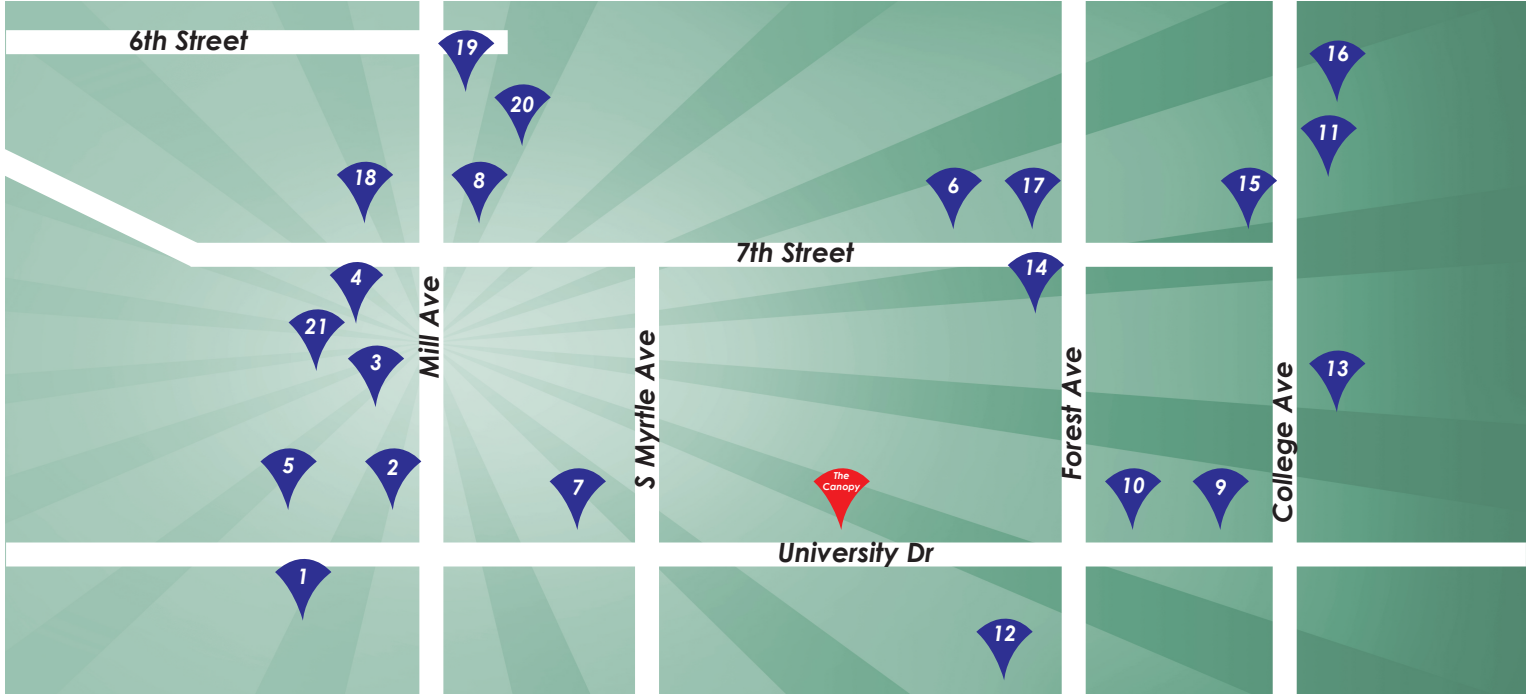 6th Street
19
16
20
11
18
8
6
17
15
7th Street
14
4
21
Mill Ave
3
S Myrtle Ave
Forest Ave
College Ave
13
5
2
7
The
Canopy
10
9
University Dr
1
12